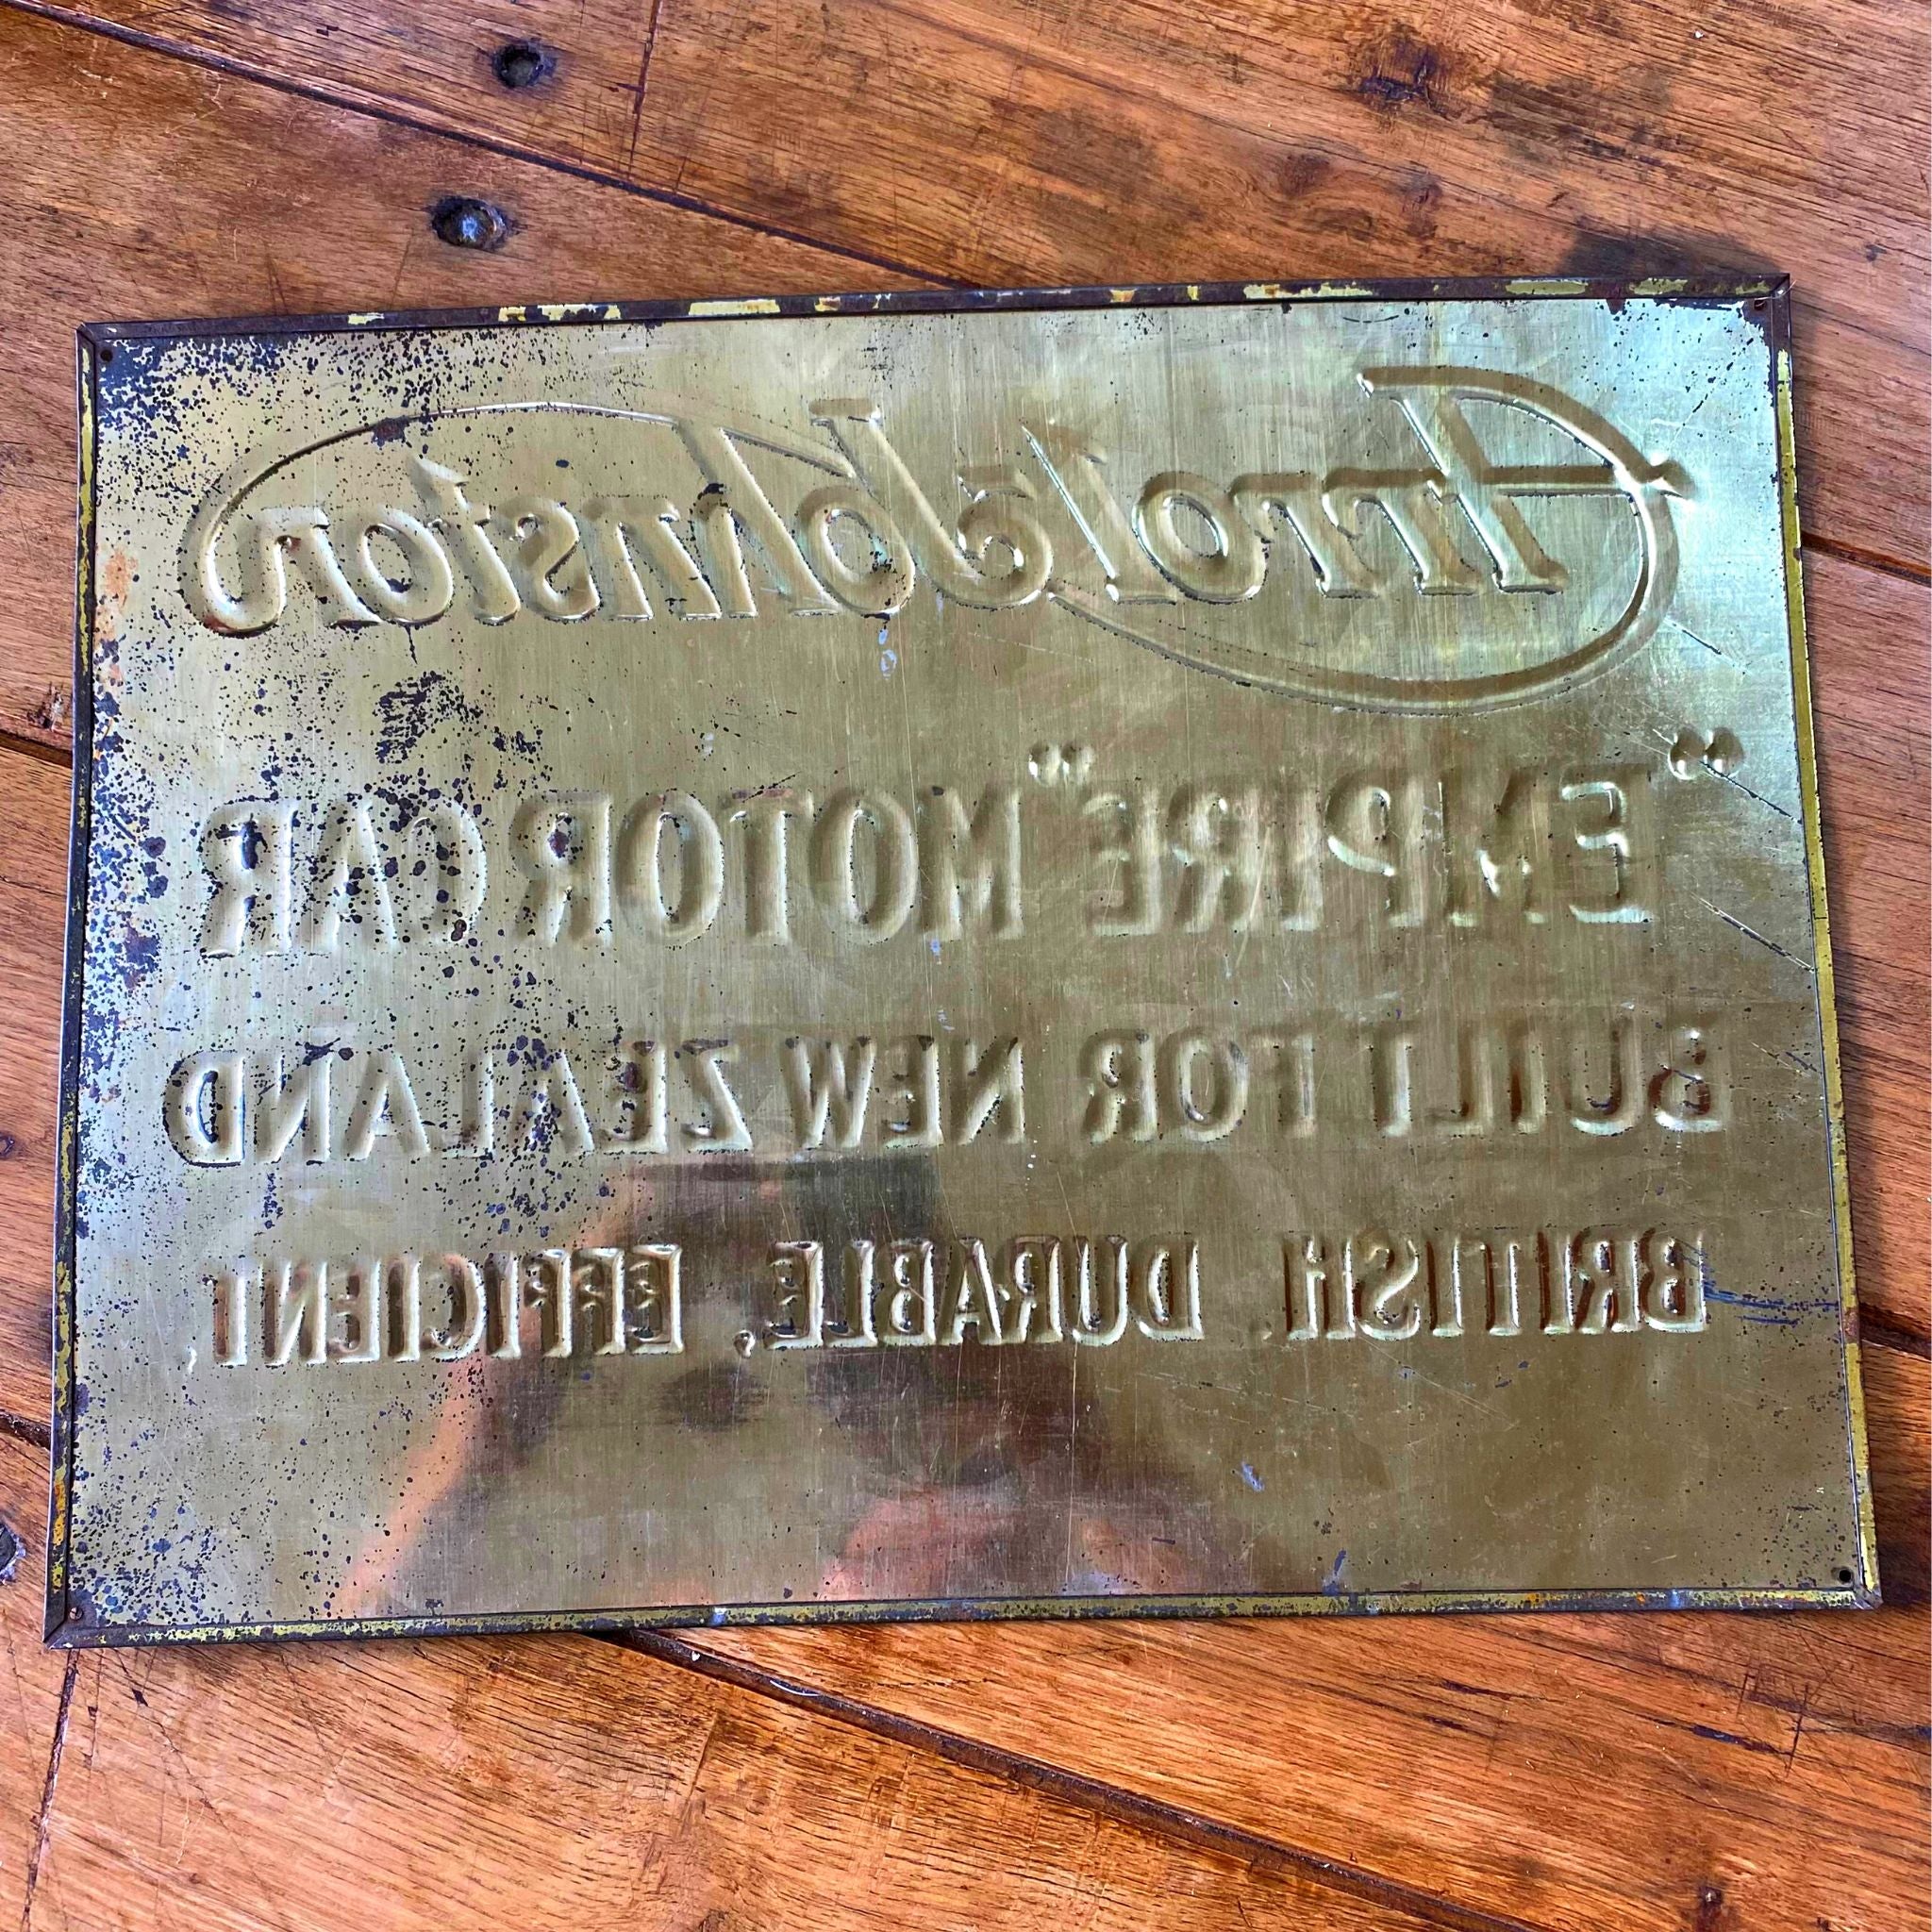 Arrol-Johnston
"EMPIRE" MOTOR CAR
BUILT FOR NEW ZEALAND
BRITISH, DURABLE, EFFICIENT,